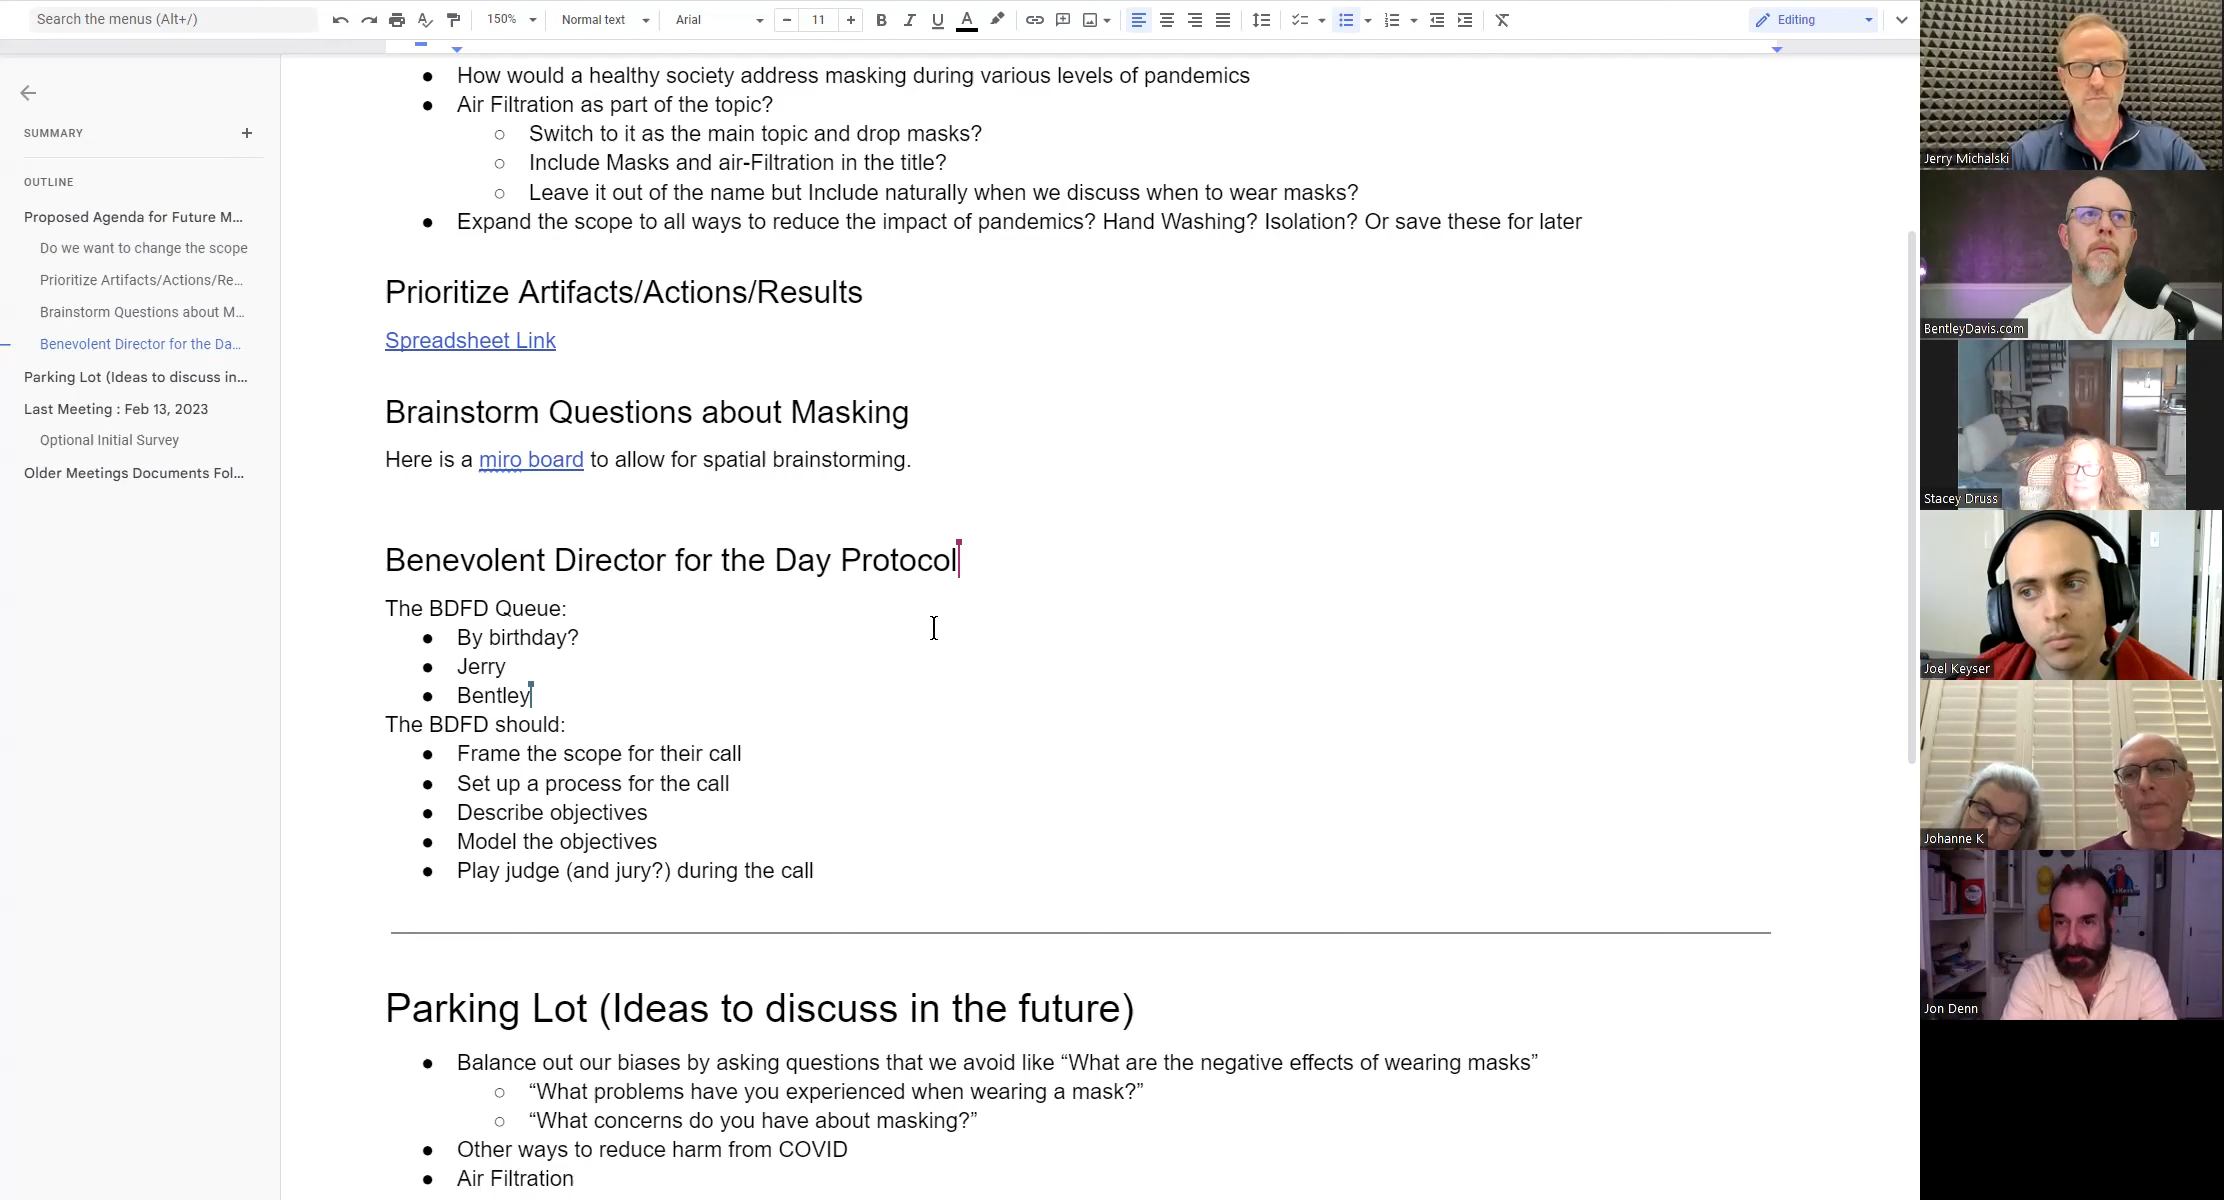 Search the menus (Alt+/)
150%
Normal text
Arial
11
Editing
SUMMARY
OUTLINE
Proposed Agenda for Future M...
Do we want to change the scope
Prioritize Artifacts/Actions/Re...
Brainstorm Questions about M...
Benevolent Director for the Da...
Parking Lot (Ideas to discuss in...
Last Meeting : Feb 13, 2023
Optional Initial Survey
Older Meetings Documents Fol...
How would a healthy society address masking during various levels of pandemics
Air Filtration as part of the topic?
Switch to it as the main topic and drop masks?
Include Masks and air-Filtration in the title?
Leave it out of the name but Include naturally when we discuss when to wear masks?
Expand the scope to all ways to reduce the impact of pandemics? Hand Washing? Isolation? Or save these for later
Prioritize Artifacts/Actions/Results
Spreadsheet Link
Brainstorm Questions about Masking
Here is a miro board to allow for spatial brainstorming.
Benevolent Director for the Day Protocol
The BDFD Queue:
By birthday?
Jerry
Bentley
The BDFD should:
Frame the scope for their call
Set up a process for the call
Describe objectives
Model the objectives
Play judge (and jury?) during the call
Parking Lot (Ideas to discuss in the future)
Balance out our biases by asking questions that we avoid like “What are the negative effects of wearing masks”
“What problems have you experienced when wearing a mask?”
“What concerns do you have about masking?”
Other ways to reduce harm from COVID
Air Filtration
Jerry Michalski
BentleyDavis.com
Stacey Druss
Joel Keyser
Johanne K
Jon Denn